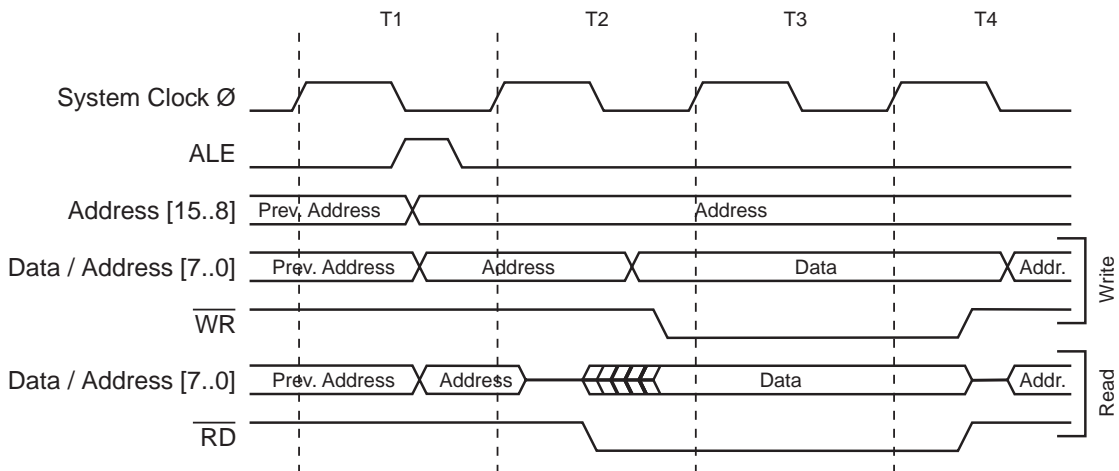 T1 T2 T3 T4
System Clock Ø
ALE
Address [15..8] Prev. Address Address
Data / Address [7..0] Prev. Address Address Data Addr.
WR
Write
Data / Address [7..0] Prev. Address Address Data Addr.
RD
Read